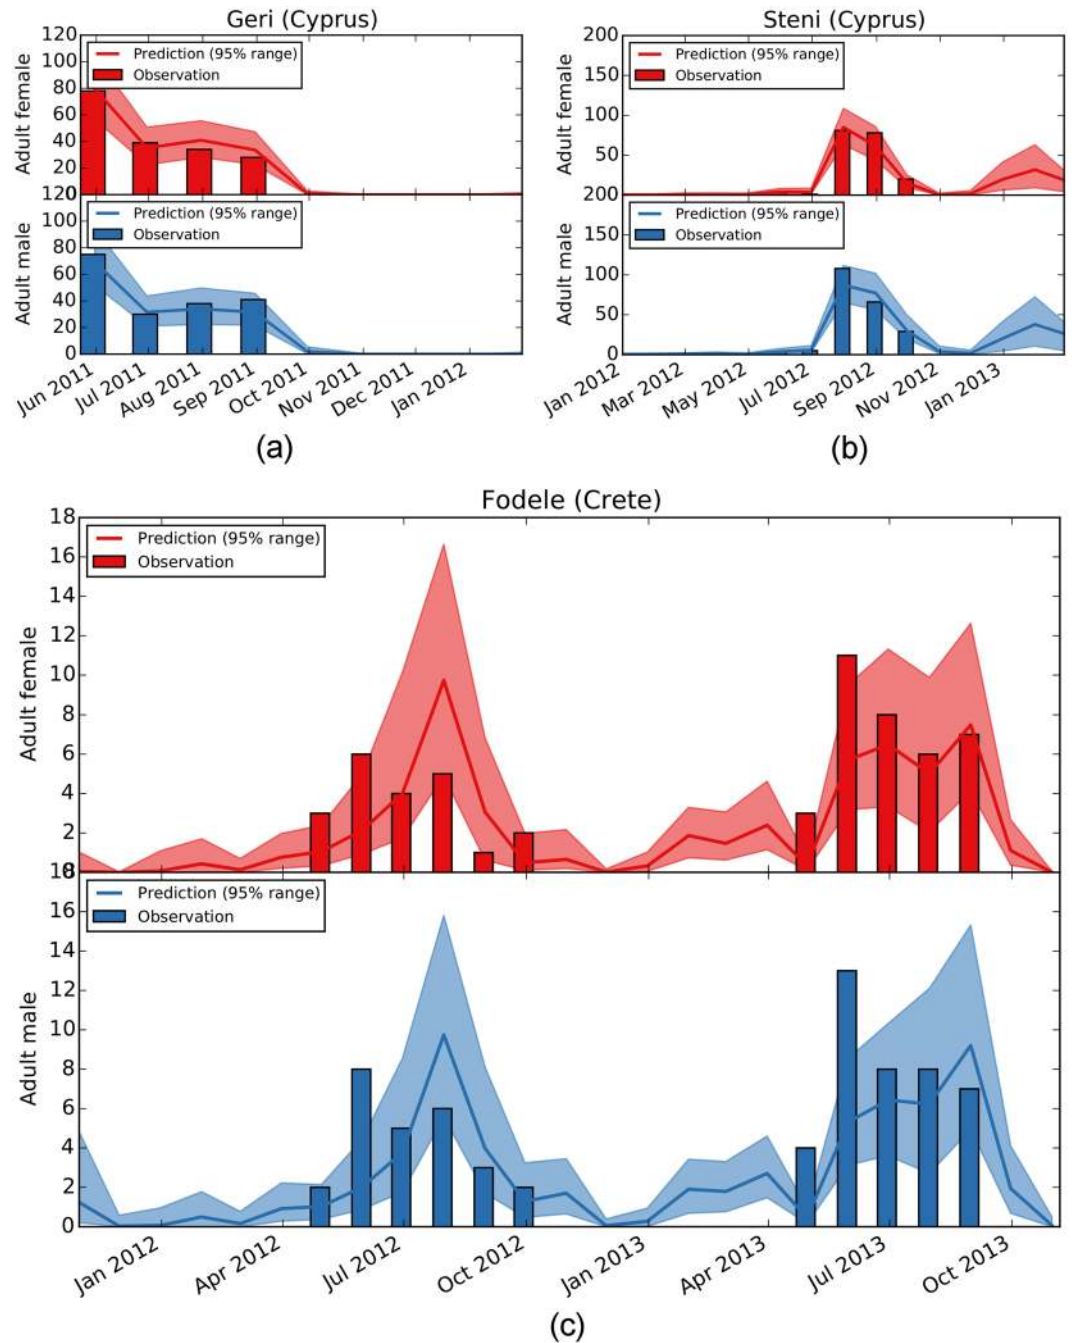 Geri (Cyprus)
Adult female
120
100
80
60
40
20
Prediction (95% range)
Observation
Adult male
120
100
80
60
40
20
0
Prediction (95% range)
Observation
Jun 2011
Jul 2011
Aug 2011
Sep 2011
Oct 2011
Nov 2011
Dec 2011
Jan 2012
(a)
Steni (Cyprus)
Adult female
200
150
100
50
Prediction (95% range)
Observation
Adult male
200
150
100
50
0
Prediction (95% range)
Observation
Jan 2012
Mar 2012
May 2012
Jul 2012
Sep 2012
Nov 2012
Jan 2013
(b)
Fodele (Crete)
Adult female
18
16
14
12
10
8
6
4
2
Prediction (95% range)
Observation
Adult male
18
16
14
12
10
8
6
4
2
0
Prediction (95% range)
Observation
Jan 2012
Apr 2012
Jul 2012
Oct 2012
Jan 2013
Apr 2013
Jul 2013
Oct 2013
(c)